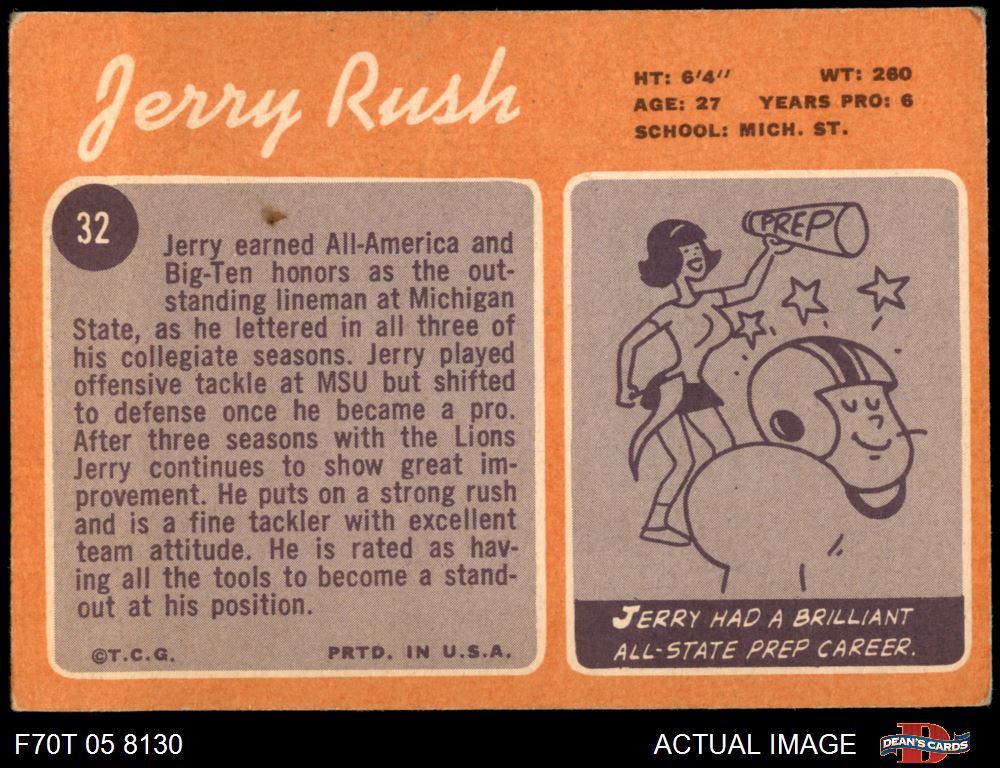 Jerry Rush
HT: 6'4" WT: 260
AGE: 27 YEARS PRO: 6
SCHOOL: MICH. ST.
32
Jerry earned All-America and
Big-Ten honors as the out-
standing lineman at Michigan
State, as he lettered in all three of
his collegiate seasons. Jerry played
offensive tackle at MSU but shifted
to defense once he became a pro.
After three seasons with the Lions
Jerry continues to show great im-
provement. He puts on a strong rush
and is a fine tackler with excellent
team attitude. He is rated as hav-
ing all the tools to become a stand-
out at his position.
©T.C.G. PRTD. IN U.S.A.
PREP
JERRY HAD A BRILLIANT
ALL-STATE PREP CAREER.
F70T 05 8130
ACTUAL IMAGE
D
DEAN'S CARDS